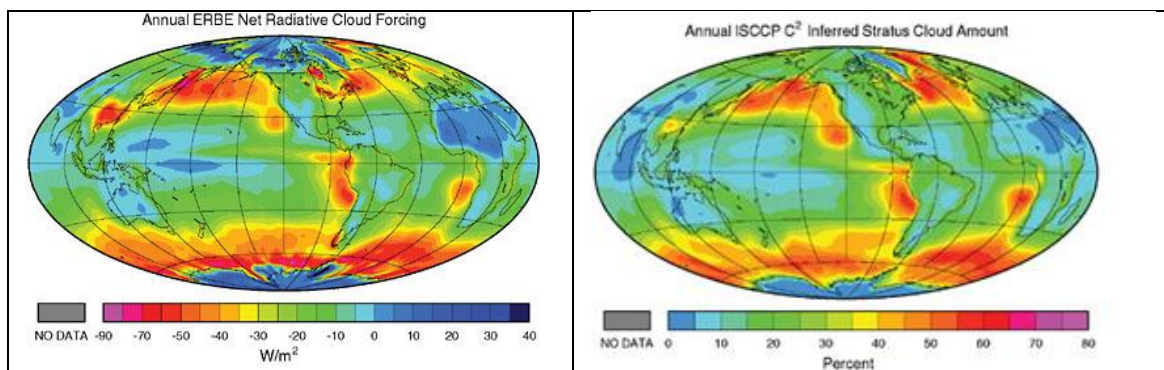 Annual ERBE Net Radiative Cloud Forcing
NO DATA -90 -70 -50 -40 -30 -20 -10 0 10 20 30 40
W/m²
Annual ISCCP C² Inferred Stratus Cloud Amount
NO DATA 0 10 20 30 40 50 60 70 80
Percent